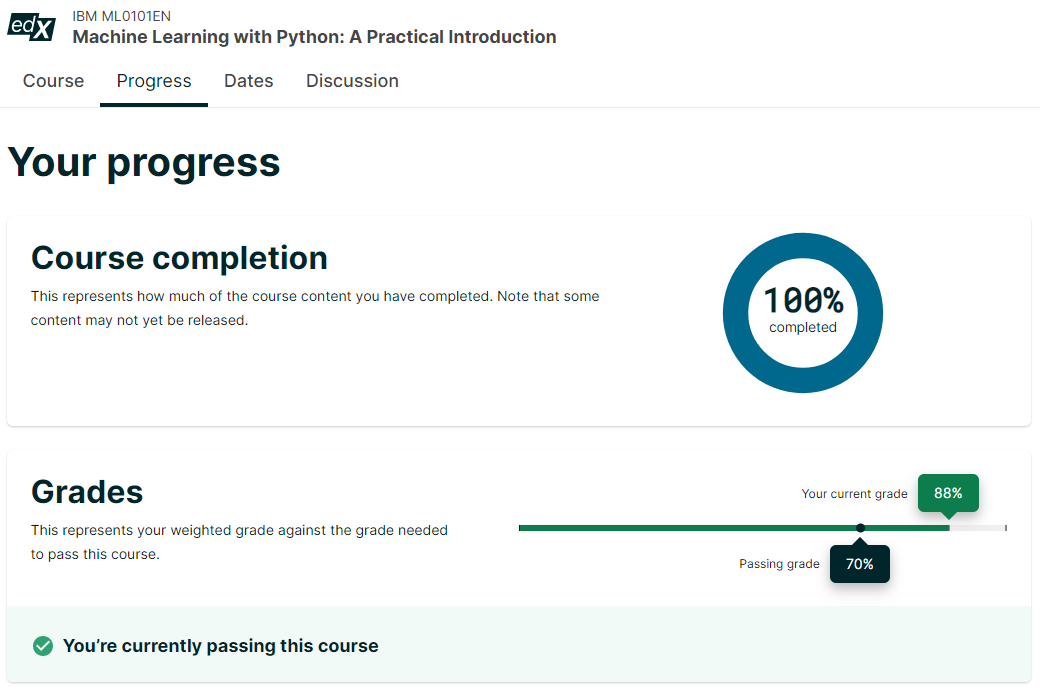 edX
IBM ML0101EN
Machine Learning with Python: A Practical Introduction
Course Progress Dates Discussion
Your progress
Course completion
This represents how much of the course content you have completed. Note that some
content may not yet be released.
100%
completed
Grades
This represents your weighted grade against the grade needed
to pass this course.
Your current grade 88%
Passing grade 70%
You’re currently passing this course